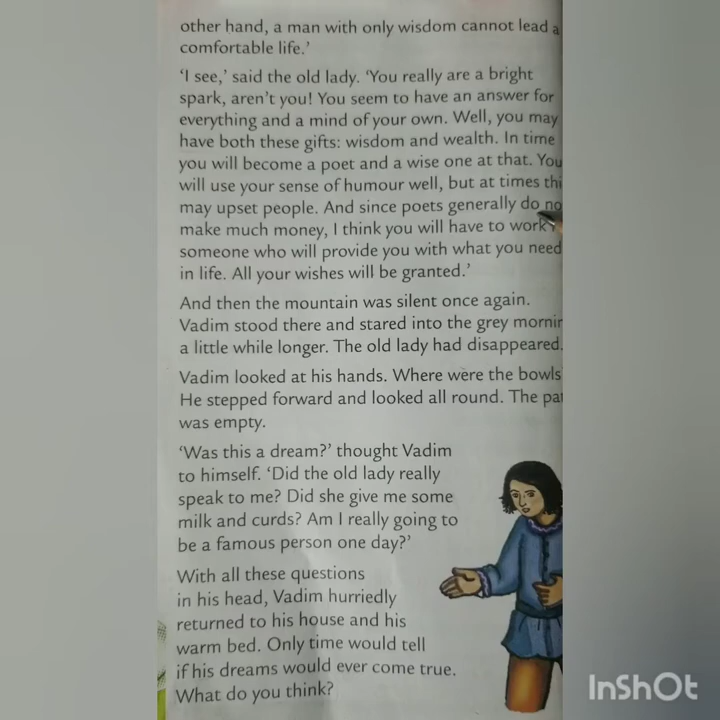 other hand, a man with only wisdom cannot lead a
comfortable life.’
‘I see,’ said the old lady. ‘You really are a bright
spark, aren’t you! You seem to have an answer for
everything and a mind of your own. Well, you may
have both these gifts: wisdom and wealth. In time
you will become a poet and a wise one at that. You
will use your sense of humour well, but at times thi
may upset people. And since poets generally do no
make much money, I think you will have to work
someone who will provide you with what you need
in life. All your wishes will be granted.’
And then the mountain was silent once again.
Vadim stood there and stared into the grey mornin
a little while longer. The old lady had disappeared.
Vadim looked at his hands. Where were the bowls
He stepped forward and looked all round. The pat
was empty.
‘Was this a dream?’ thought Vadim
to himself. ‘Did the old lady really
speak to me? Did she give me some
milk and curds? Am I really going to
be a famous person one day?’
With all these questions
in his head, Vadim hurriedly
returned to his house and his
warm bed. Only time would tell
if his dreams would ever come true.
What do you think?
InShOt